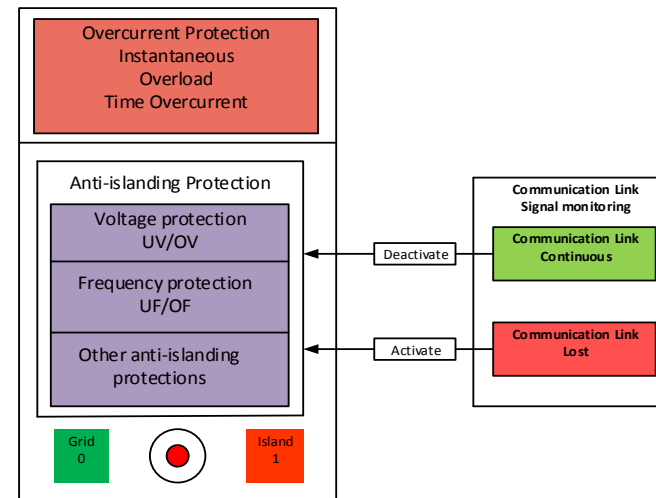 Overcurrent Protection
Instantaneous
Overload
Time Overcurrent
Anti-islanding Protection
Voltage protection
UV/OV
Frequency protection
UF/OF
Other anti-islanding
protections
Grid
0
Island
1
Deactivate
Activate
Communication Link
Signal monitoring
Communication Link
Continuous
Communication Link
Lost